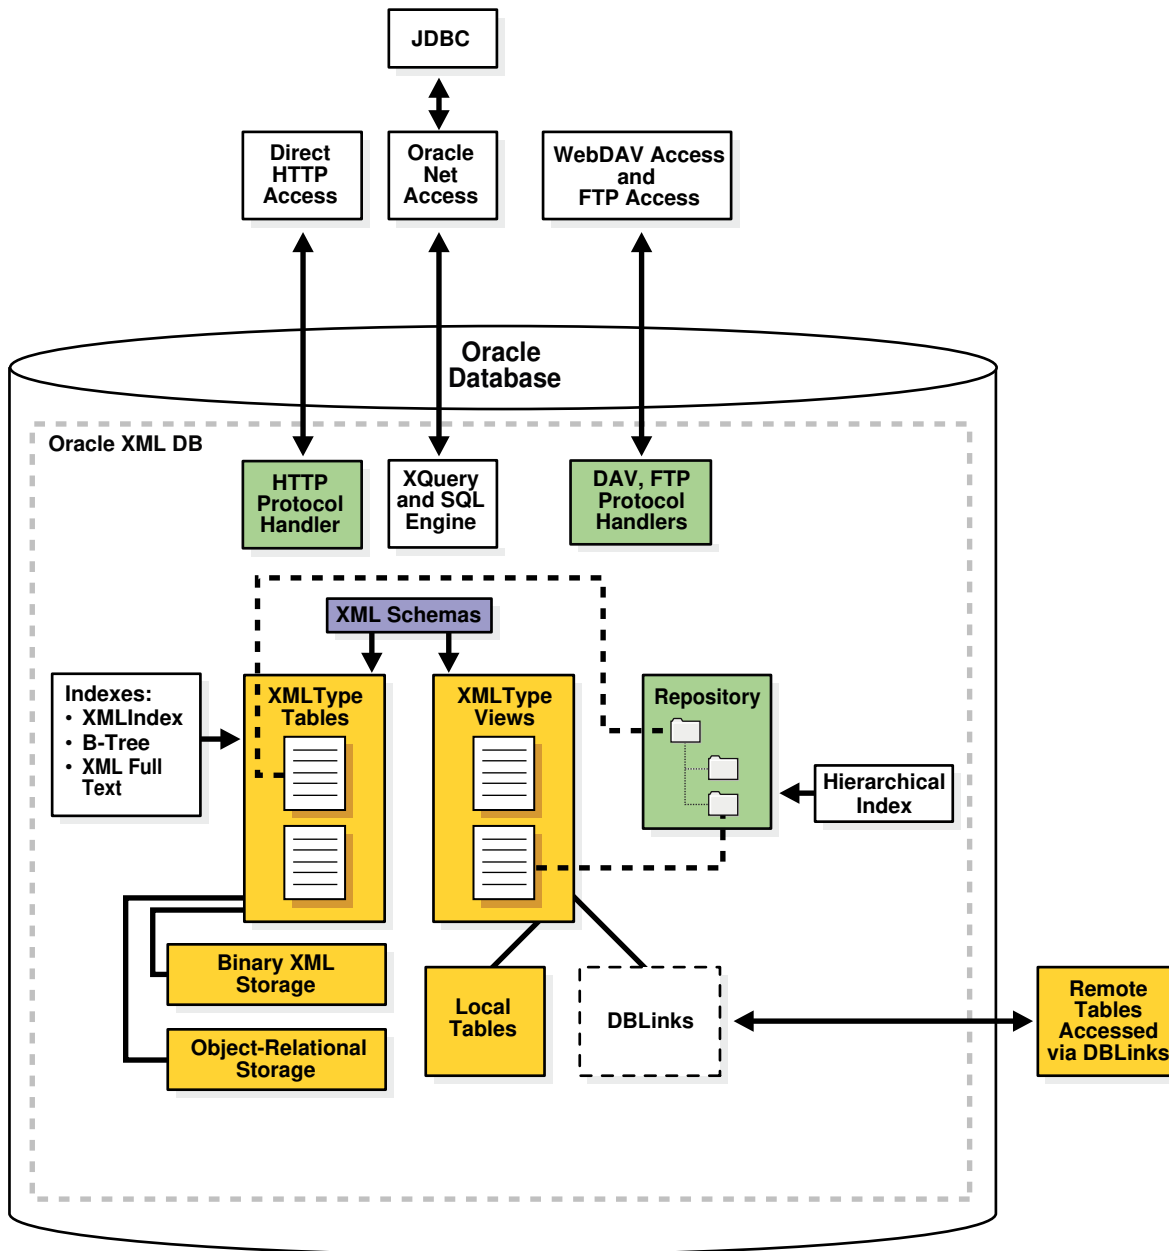 JDBC
Direct
HTTP
Access
Oracle
Net
Access
WebDAV Access
and
FTP Access
Oracle
Database
Oracle XML DB
HTTP
Protocol
Handler
XQuery
and SQL
Engine
DAV, FTP
Protocol
Handlers
XML Schemas
Indexes:
• XMLIndex
• B-Tree
• XML Full
Text
XMLType
Tables
XMLType
Views
Repository
Hierarchical
Index
Binary XML
Storage
Object-Relational
Storage
Local
Tables
DBLinks
Remote
Tables
Accessed
via DBLinks